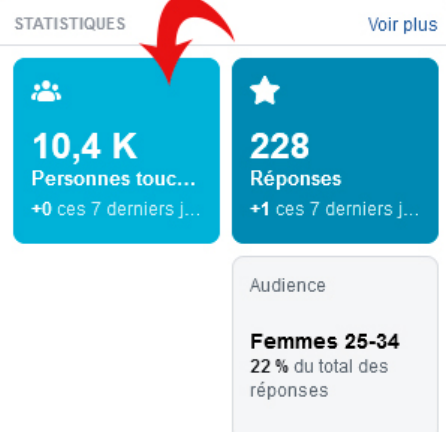 STATISTIQUES
Voir plus
10,4 K
Personnes touc...
+0 ces 7 derniers j...
228
Réponses
+1 ces 7 derniers j...
Audience
Femmes 25-34
22 % du total des
réponses